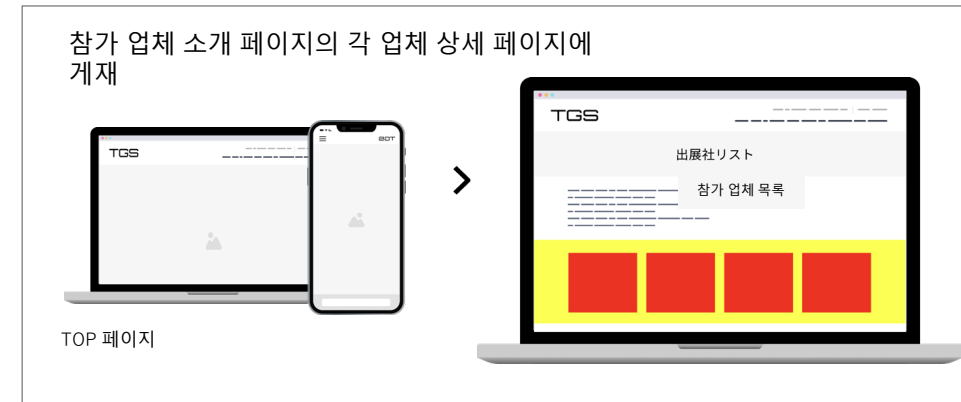 참가 업체 소개 페이지의 각 업체 상세 페이지에
게재
TGS
TGS
出展社リスト
참가 업체 목록
TOP 페이지